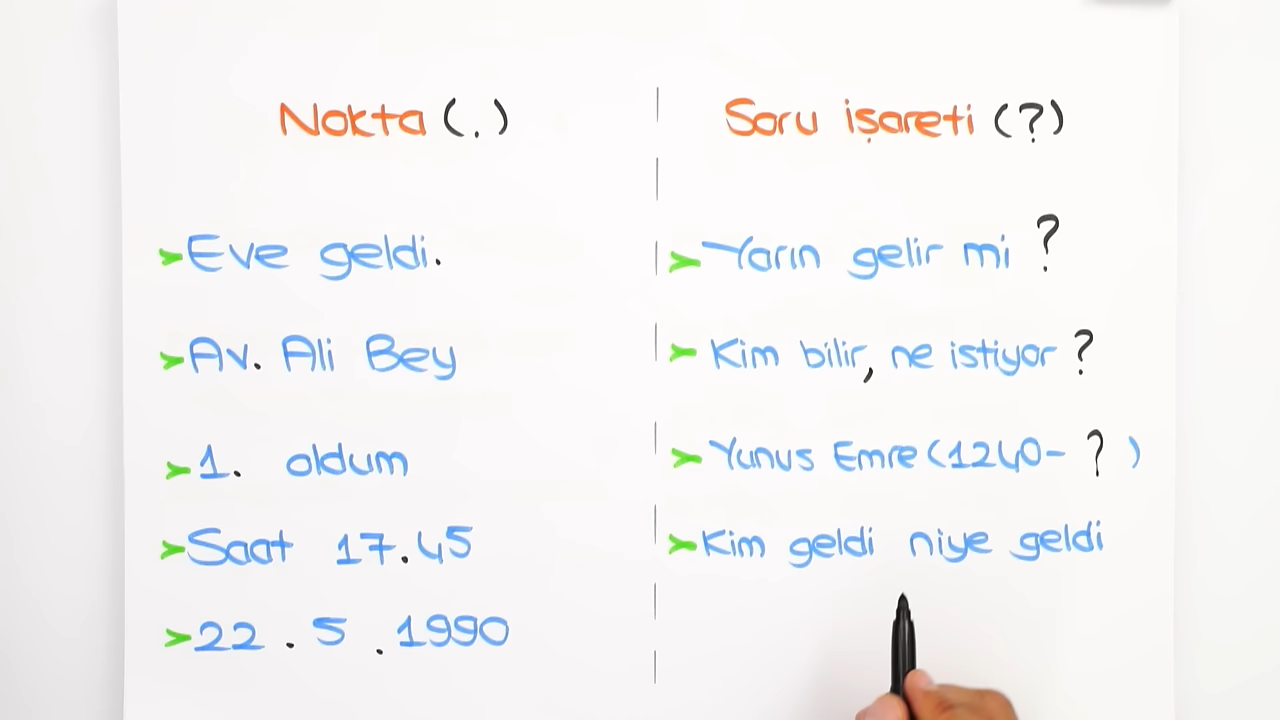 Nokta (.)
➤Eve geldi.
➤Av. Ali Bey
➤1. oldum
➤Saat 17.45
➤22.5.1990
Soru işareti (?)
➤Yarın gelir mi ?
➤Kim bilir, ne istiyor ?
➤Yunus Emre (1240- ? )
➤Kim geldi niye geldi